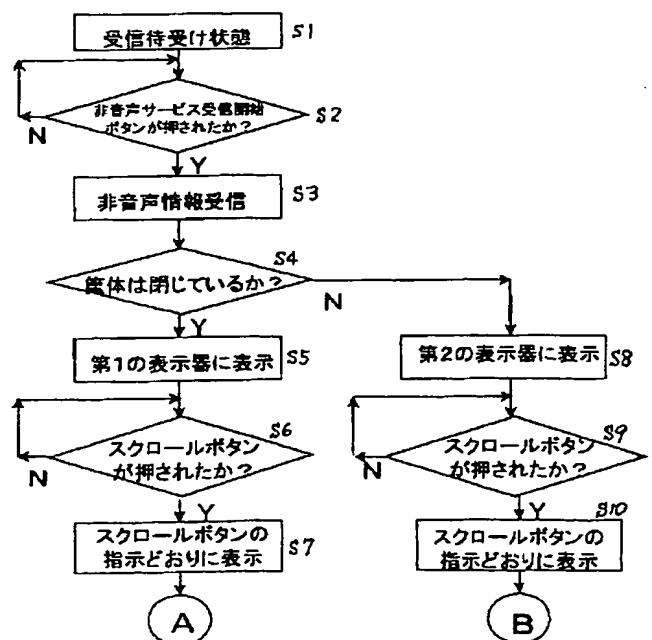 受信待受け状態
S1
非音声サービス受信開始
ボタンが押されたか?
S2
N
Y
非音声情報受信
S3
筐体は閉じているか?
S4
N
Y
第1の表示器に表示
S5
第2の表示器に表示
S8
スクロールボタン
が押されたか?
S6
N
Y
スクロールボタン
が押されたか?
S9
N
Y
スクロールボタンの
指示どおりに表示
S7
スクロールボタンの
指示どおりに表示
S10
A
B